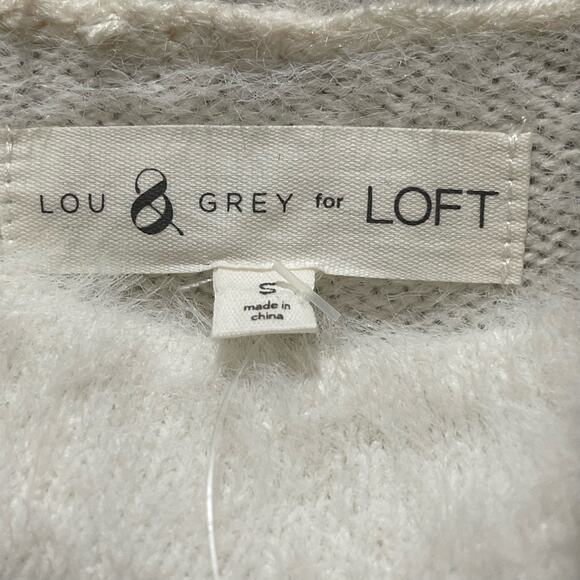 LOU & GREY for LOFT
S
made in
china